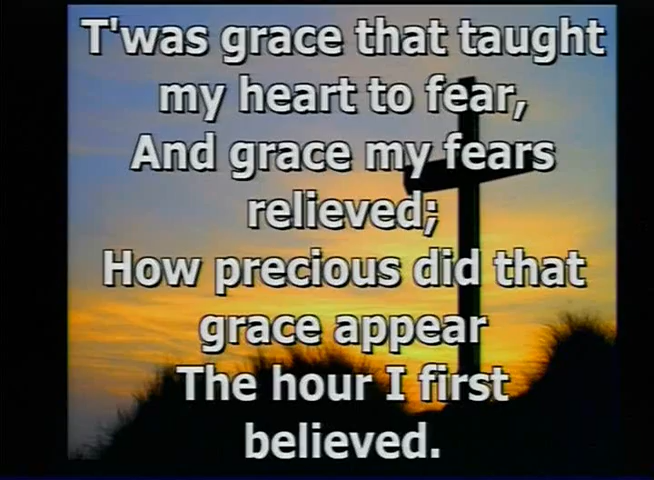 T'was grace that taught
my heart to fear,
And grace my fears
relieved;
How precious did that
grace appear
The hour I first
believed.